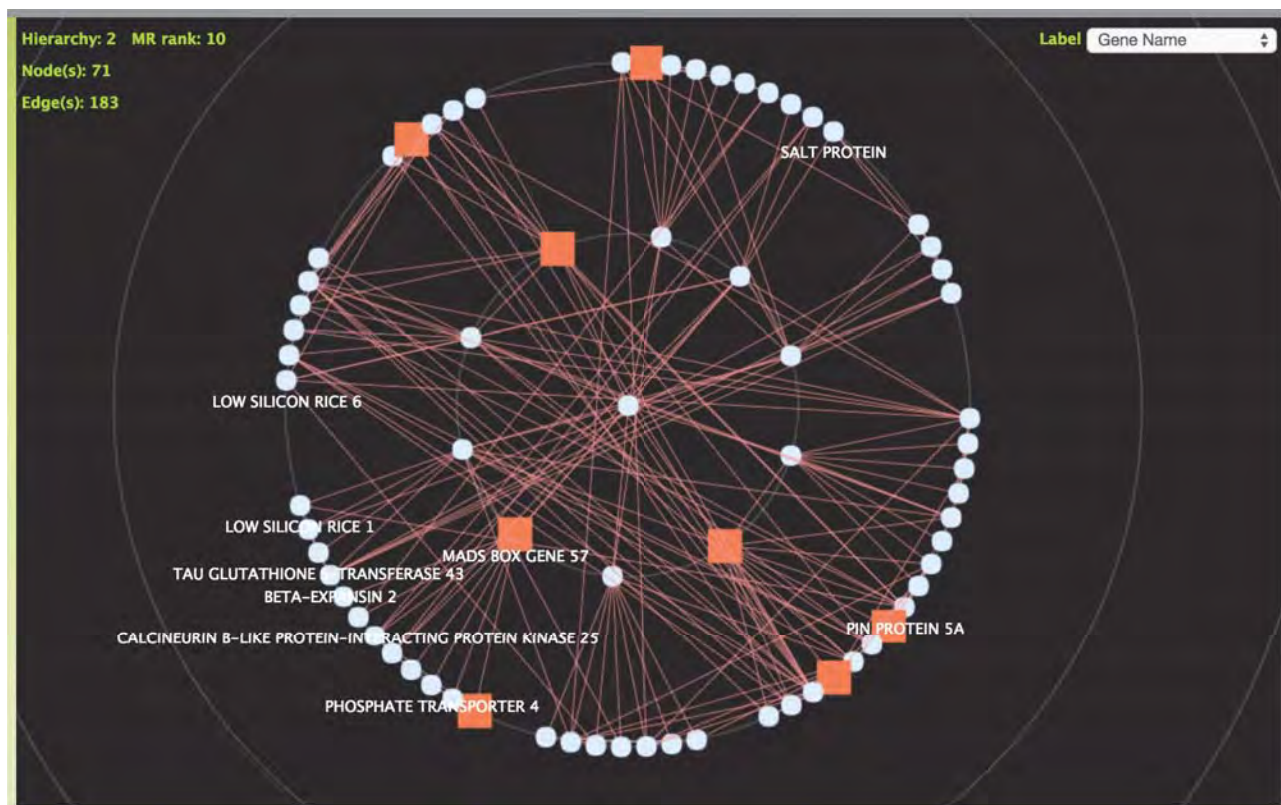 Hierarchy: 2 MR rank: 10
Label Gene Name
Node(s): 71
Edge(s): 183
SALT PROTEIN
LOW SILICON RICE 6
LOW SILICON RICE 1
MADS BOX GENE 57
TAU GLUTATHIONE S-TRANSFERASE 43
BETA-EXPANSIN 2
PIN PROTEIN 5A
CALCINEURIN B-LIKE PROTEIN-INTERACTING PROTEIN KINASE 25
PHOSPHATE TRANSPORTER 4